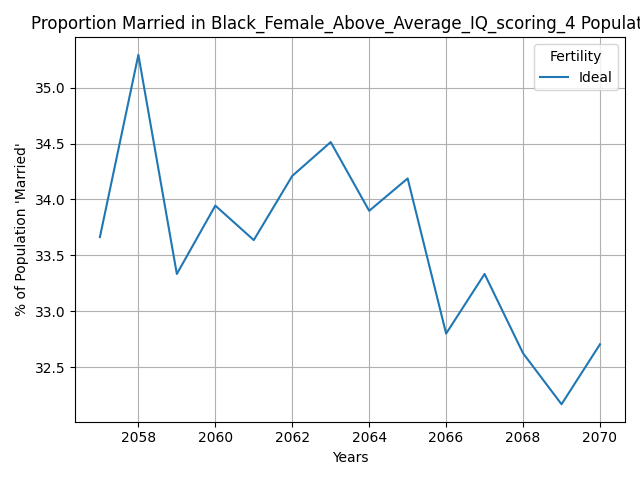 Proportion Married in Black_Female_Above_Average_IQ_scoring_4 Populat
Fertility
Ideal
% of Population 'Married'
35.0
34.5
34.0
33.5
33.0
32.5
2058 2060 2062 2064 2066 2068 2070
Years